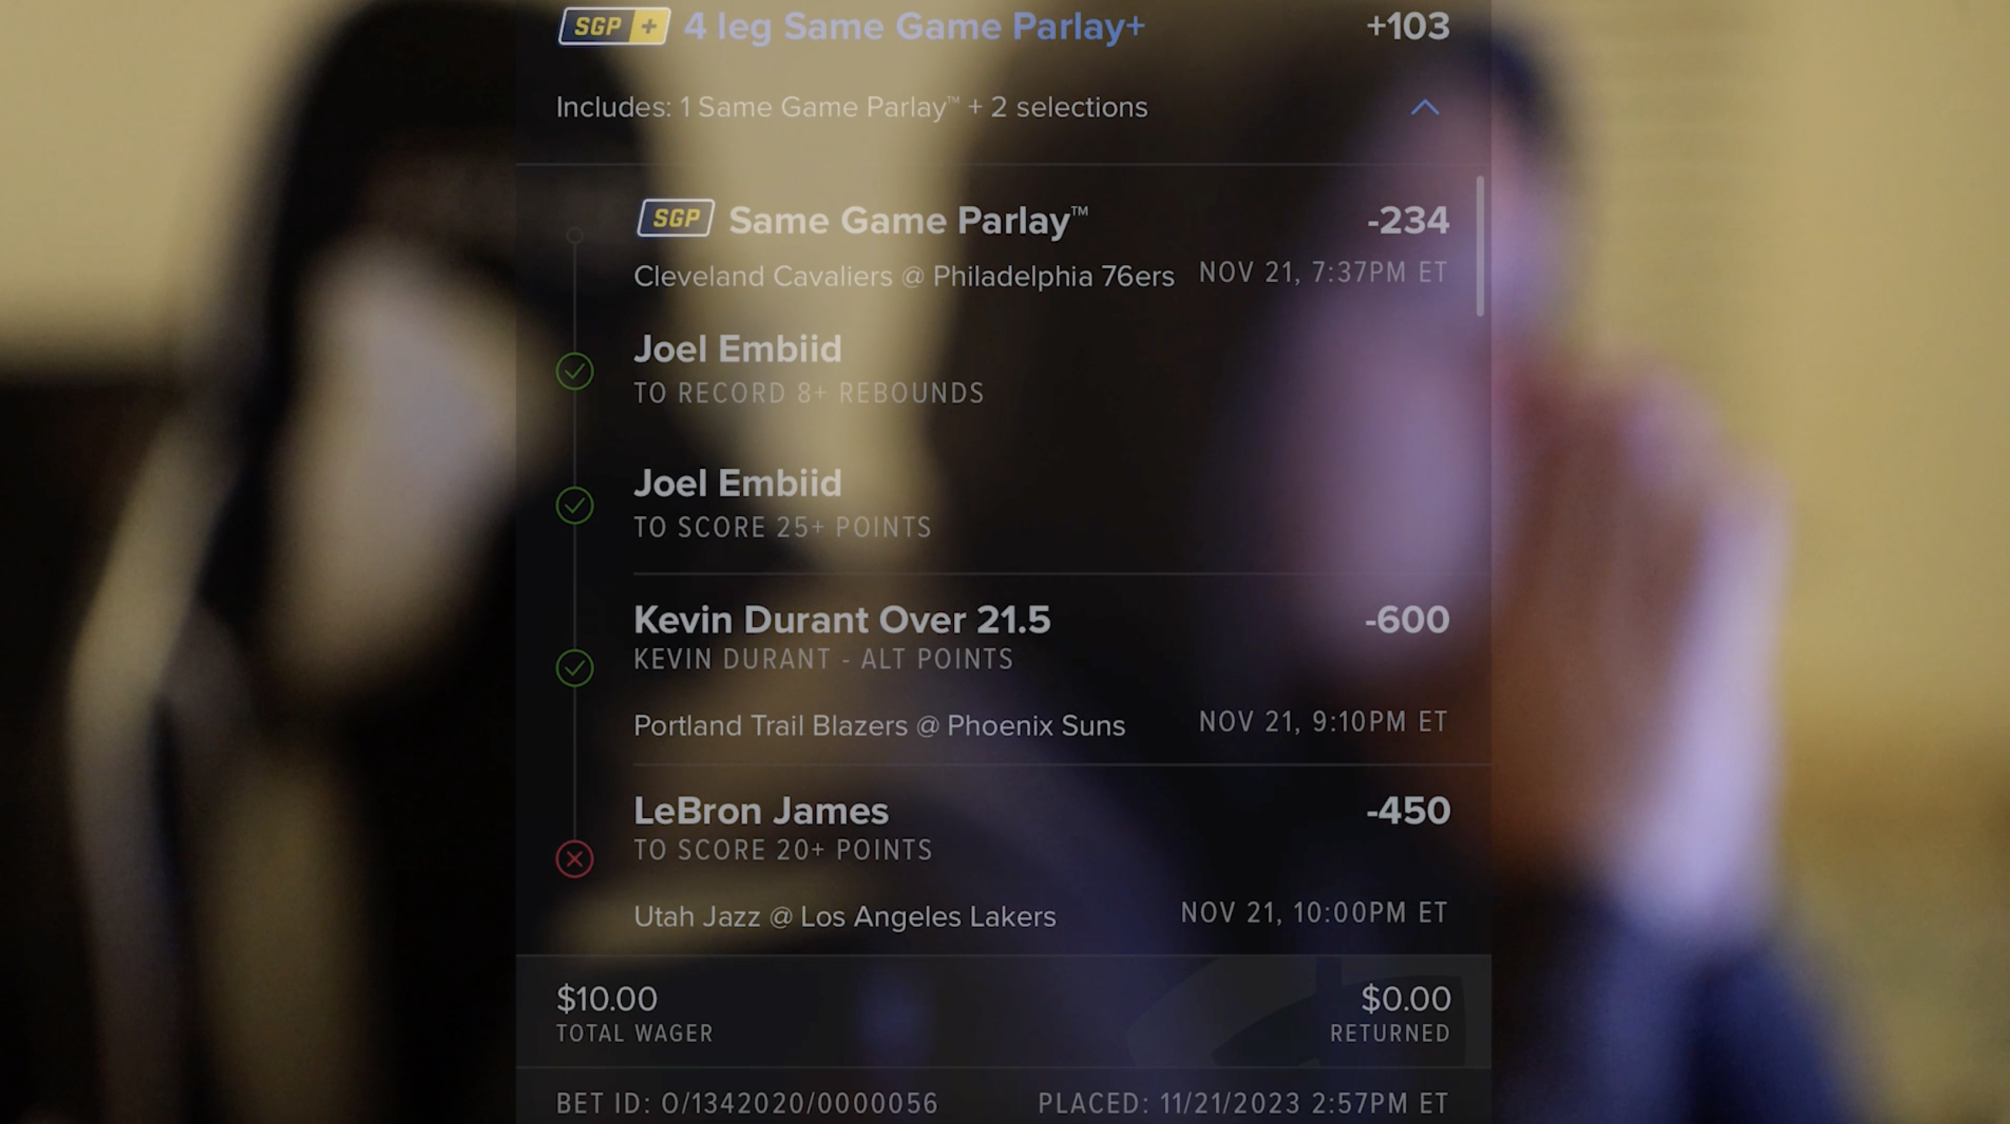 SGP + 4 leg Same Game Parlay+ +103
Includes: 1 Same Game Parlay™ + 2 selections
SGP Same Game Parlay™ -234
Cleveland Cavaliers @ Philadelphia 76ers NOV 21, 7:37PM ET
Joel Embiid
TO RECORD 8+ REBOUNDS
Joel Embiid
TO SCORE 25+ POINTS
Kevin Durant Over 21.5 -600
KEVIN DURANT - ALT POINTS
Portland Trail Blazers @ Phoenix Suns NOV 21, 9:10PM ET
LeBron James -450
TO SCORE 20+ POINTS
Utah Jazz @ Los Angeles Lakers NOV 21, 10:00PM ET
$10.00 $0.00
TOTAL WAGER RETURNED
BET ID: O/1342020/0000056 PLACED: 11/21/2023 2:57PM ET